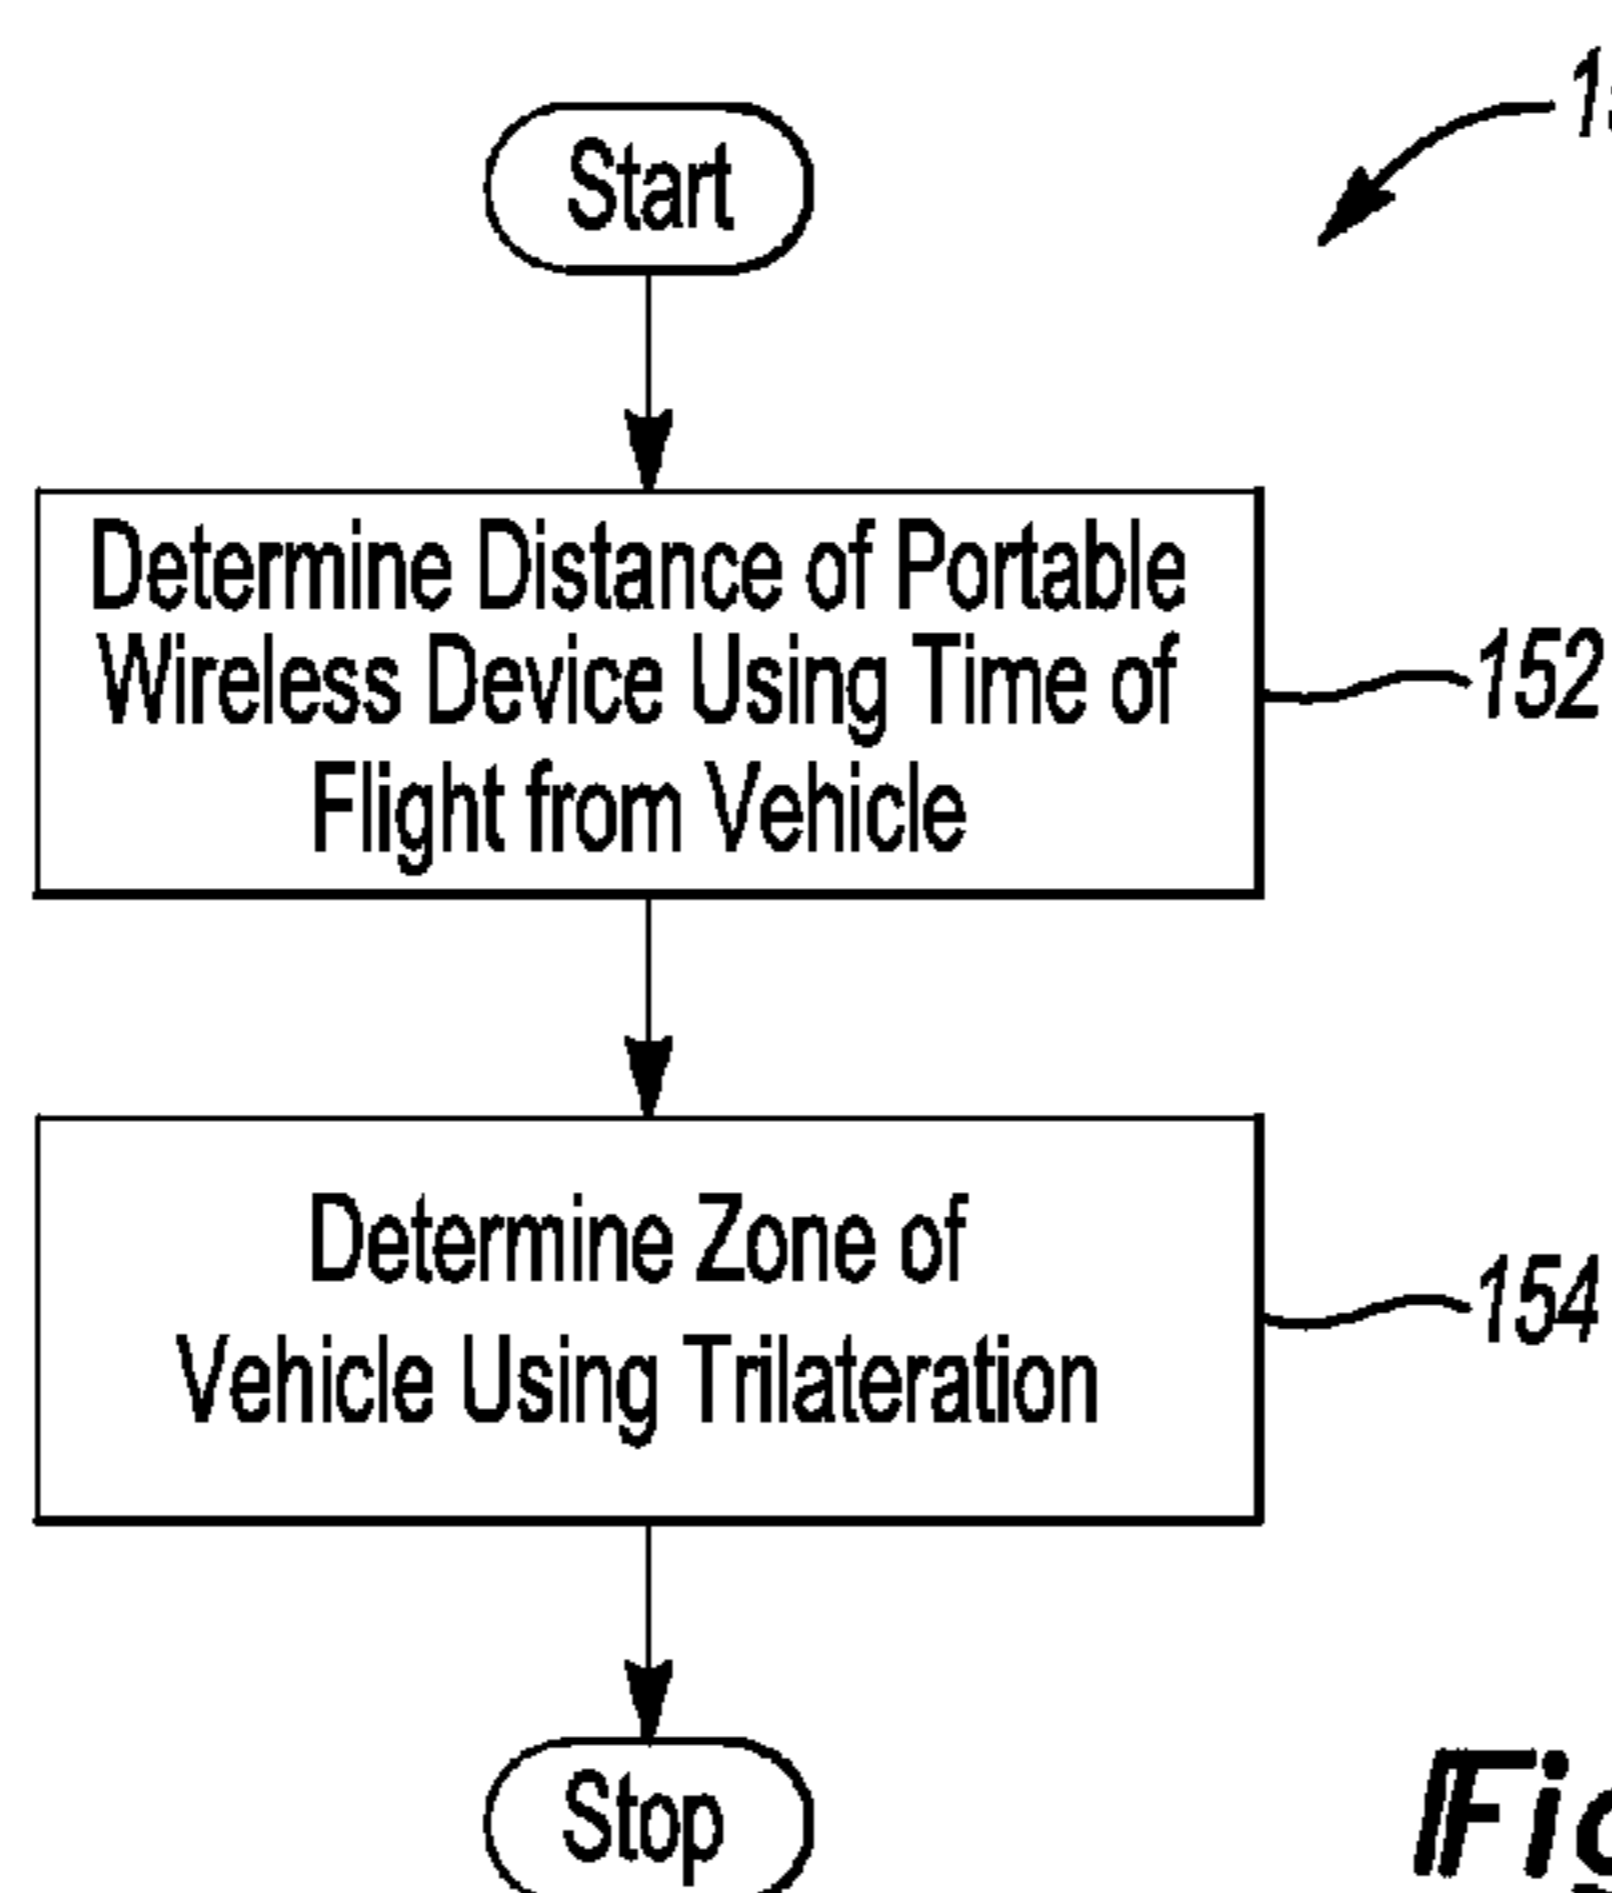 Start
Determine Distance of Portable
Wireless Device Using Time of
Flight from Vehicle
152
Determine Zone of
Vehicle Using Trilateration
154
Stop